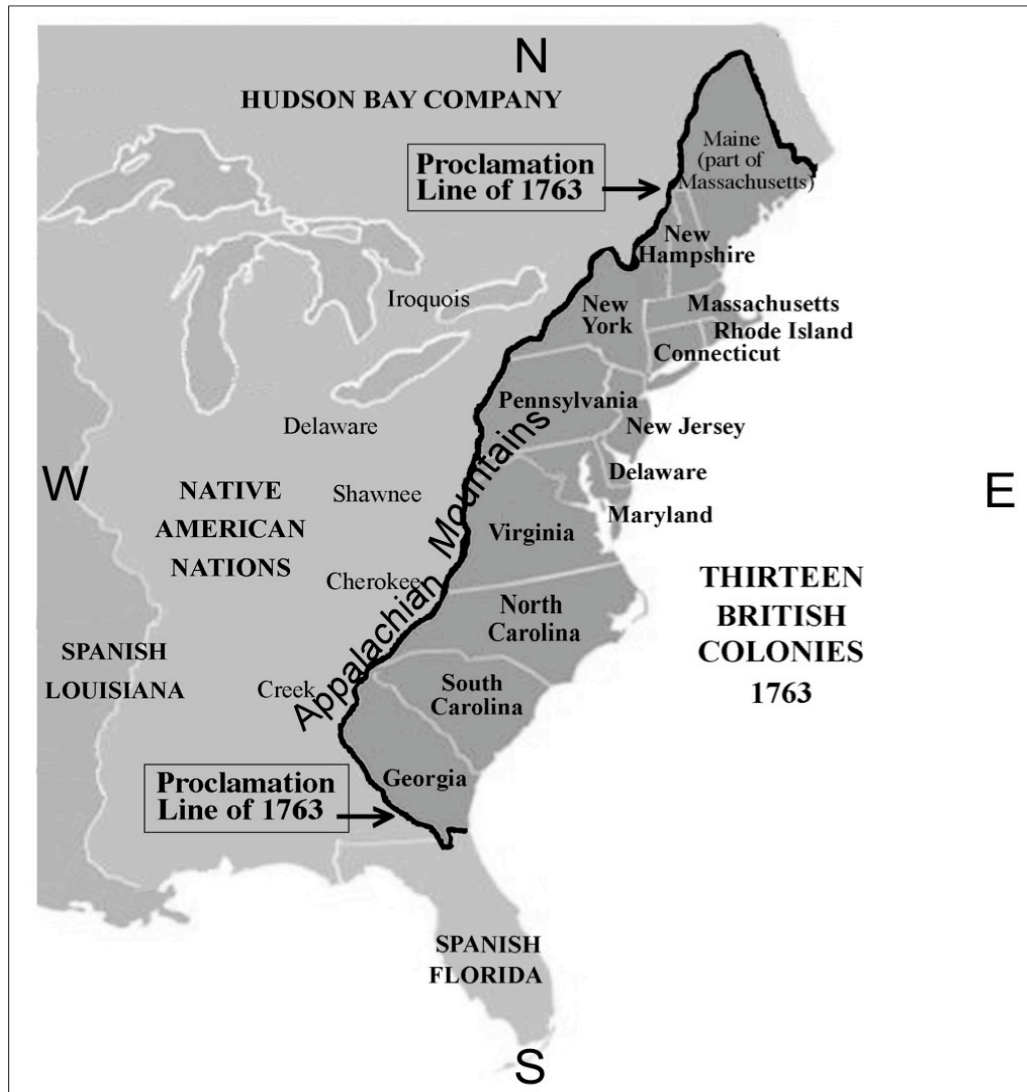 N
HUDSON BAY COMPANY
Proclamation
Line of 1763
Maine
(part of
Massachusetts)
New
Hampshire
Iroquois
New
York
Massachusetts
Rhode Island
Connecticut
Pennsylvania
Delaware
New Jersey
W
E
Delaware
Shawnee
Maryland
NATIVE
AMERICAN
NATIONS
Virginia
Appalachian Mountains
Cherokee
THIRTEEN
BRITISH
COLONIES
1763
North
Carolina
SPANISH
LOUISIANA
Creek
South
Carolina
Georgia
Proclamation
Line of 1763
SPANISH
FLORIDA
S